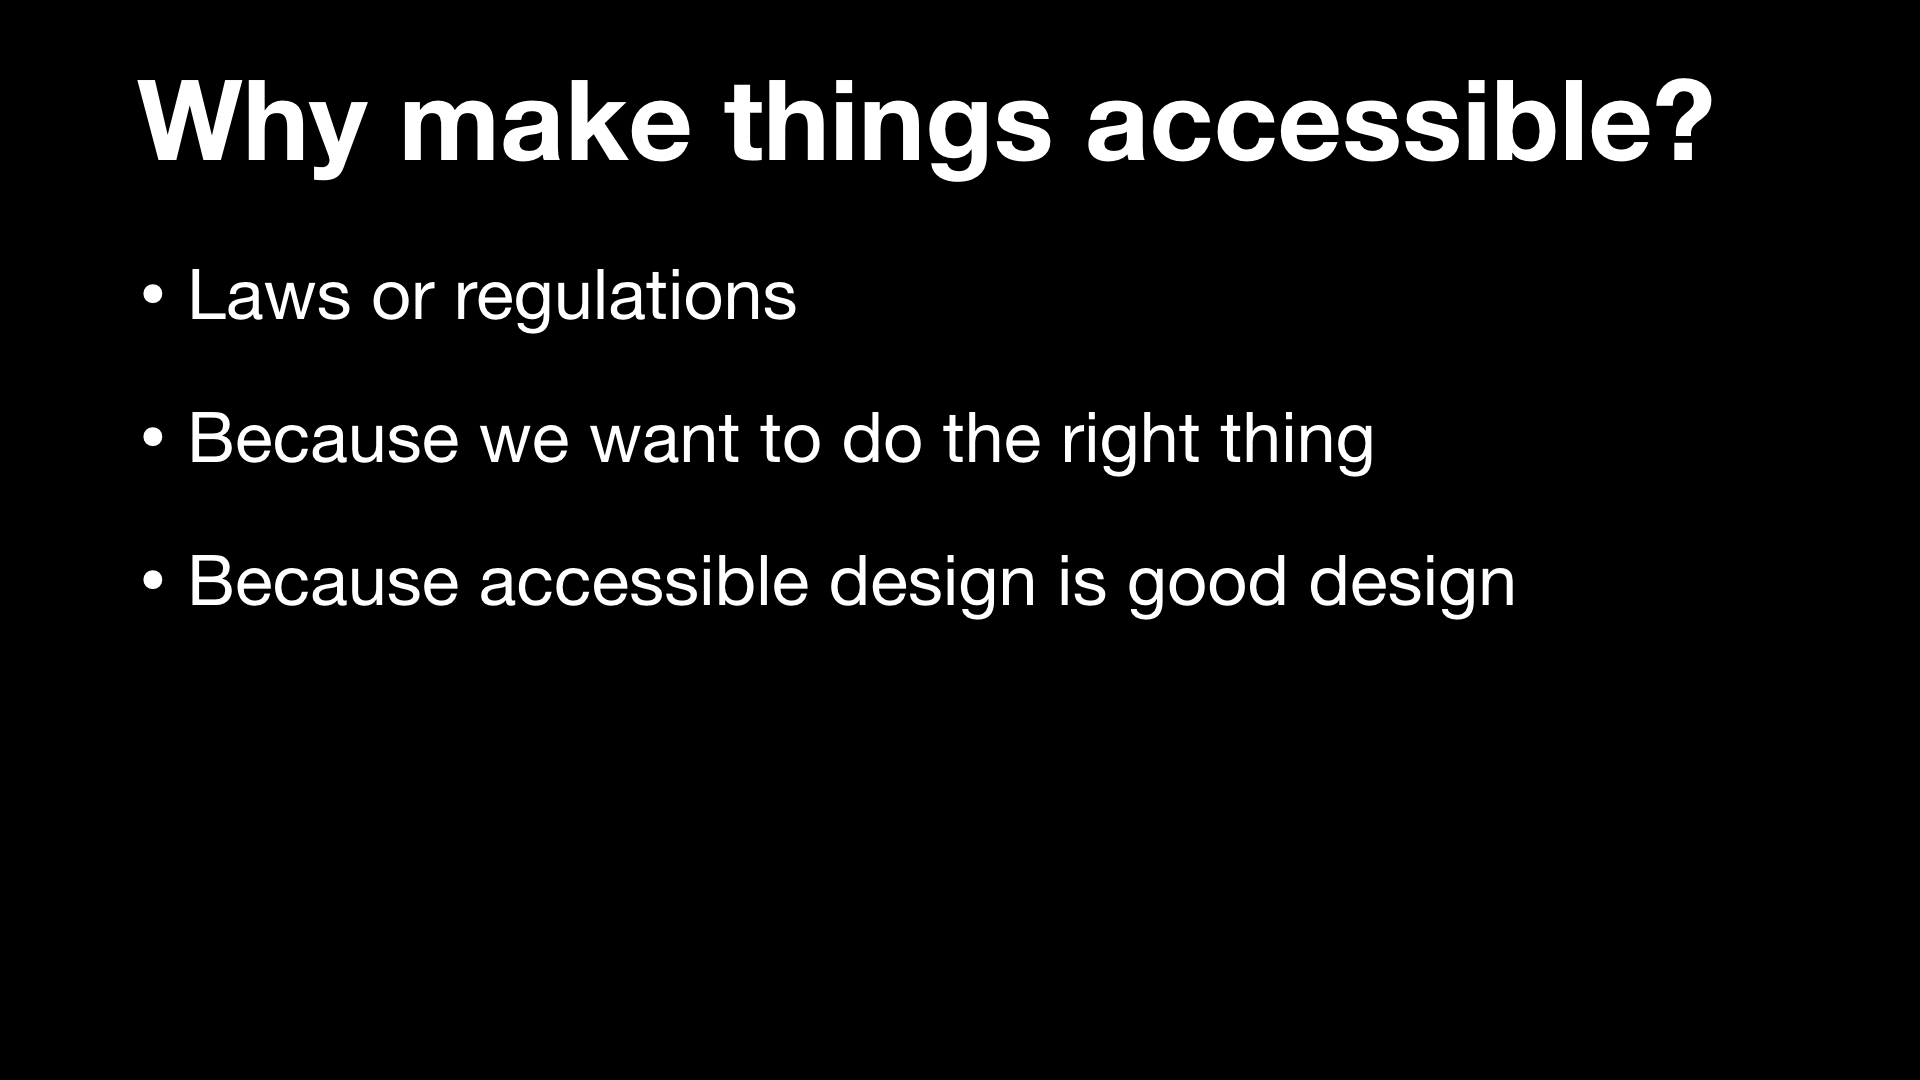 Why make things accessible?
• Laws or regulations
• Because we want to do the right thing
• Because accessible design is good design